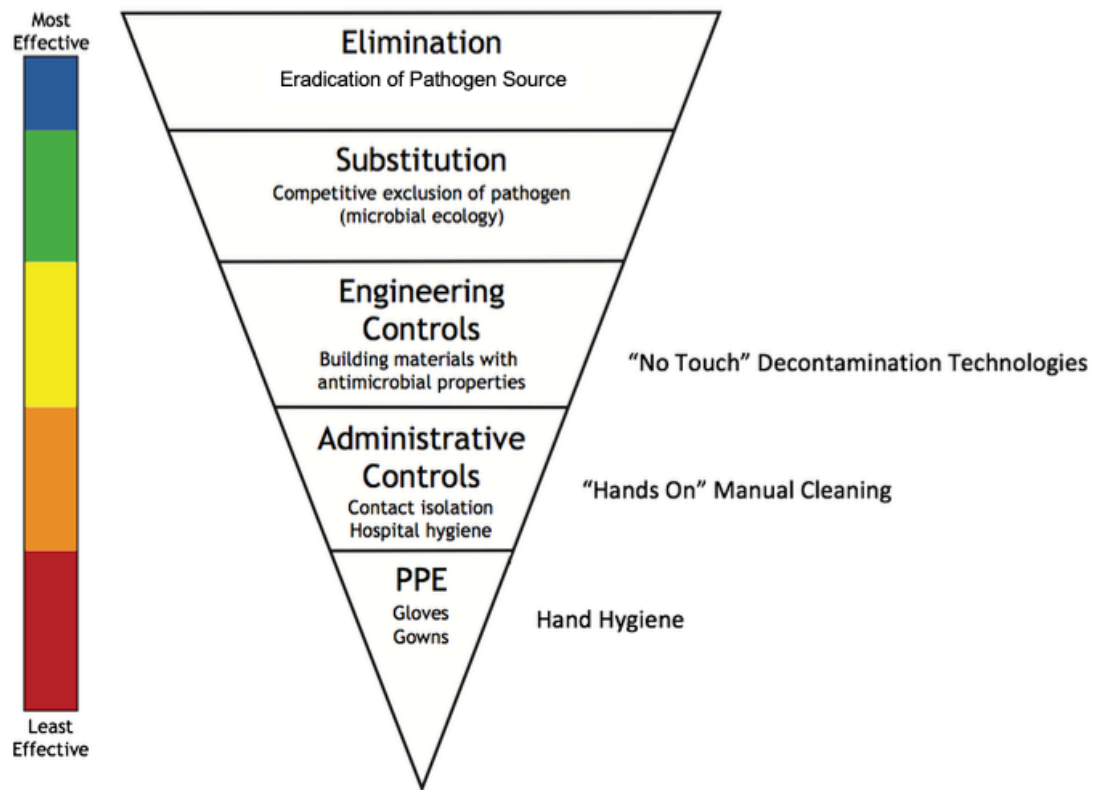 Most
Effective
Elimination
Eradication of Pathogen Source
Substitution
Competitive exclusion of pathogen
(microbial ecology)
Engineering
Controls
Building materials with
antimicrobial properties
“No Touch” Decontamination Technologies
Administrative
Controls
Contact isolation
Hospital hygiene
“Hands On” Manual Cleaning
PPE
Gloves
Gowns
Hand Hygiene
Least
Effective